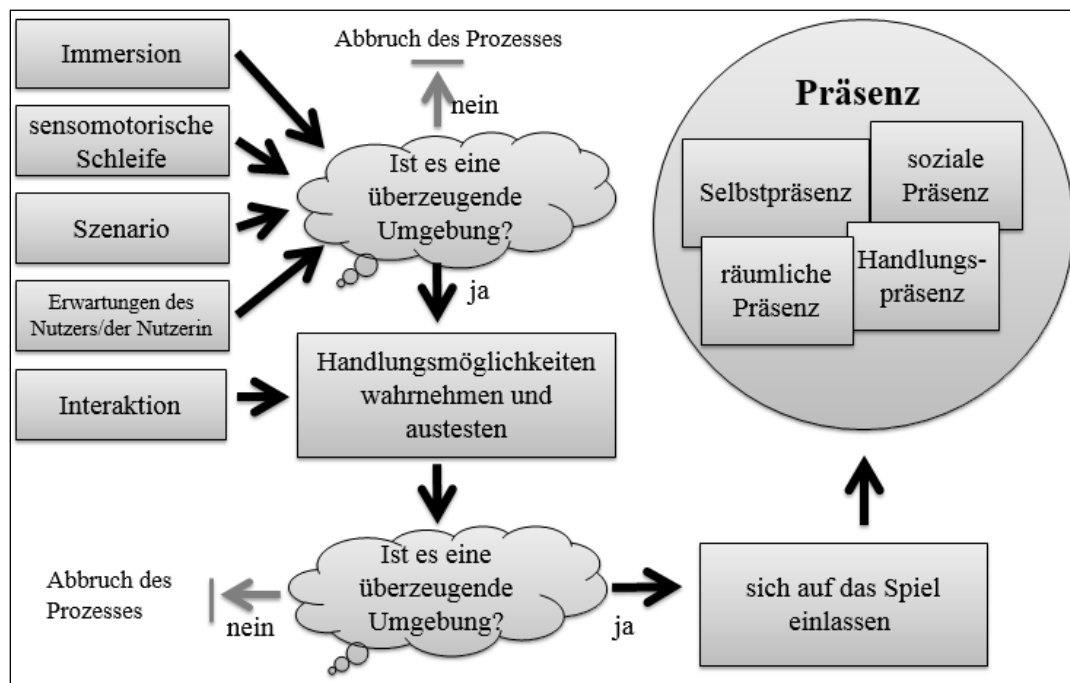 Immersion
sensomotorische
Schleife
Szenario
Erwartungen des
Nutzers/der Nutzerin
Interaktion
Abbruch des Prozesses
nein
Ist es eine
überzeugende
Umgebung?
ja
Handlungsmöglichkeiten
wahrnehmen und
austesten
Ist es eine
überzeugende
Umgebung?
nein
Abbruch des
Prozesses
ja
sich auf das Spiel
einlassen
Präsenz
Selbstpräsenz
soziale
Präsenz
räumliche
Präsenz
Handlungs-
präsenz